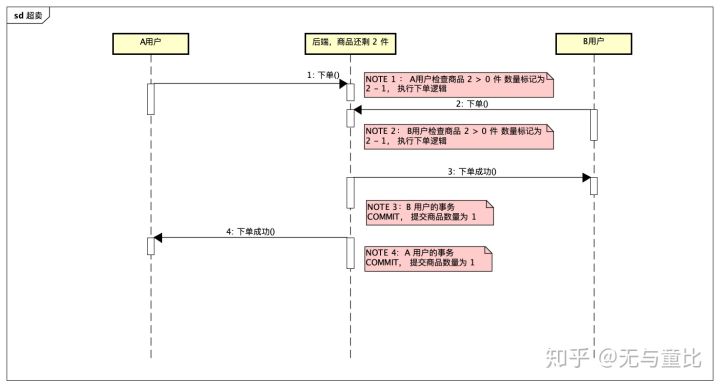 sd 超卖
A用户
后端，商品还剩 2 件
B用户
1: 下单()
NOTE 1： A用户检查商品 2 > 0 件 数量标记为
2 - 1， 执行下单逻辑
2: 下单()
NOTE 2： B用户检查商品 2 > 0 件 数量标记为
2 - 1， 执行下单逻辑
3: 下单成功()
NOTE 3：B 用户的事务
COMMIT， 提交商品数量为 1
4: 下单成功()
NOTE 4: A 用户的事务
COMMIT， 提交商品数量为 1
知乎 @无与童比